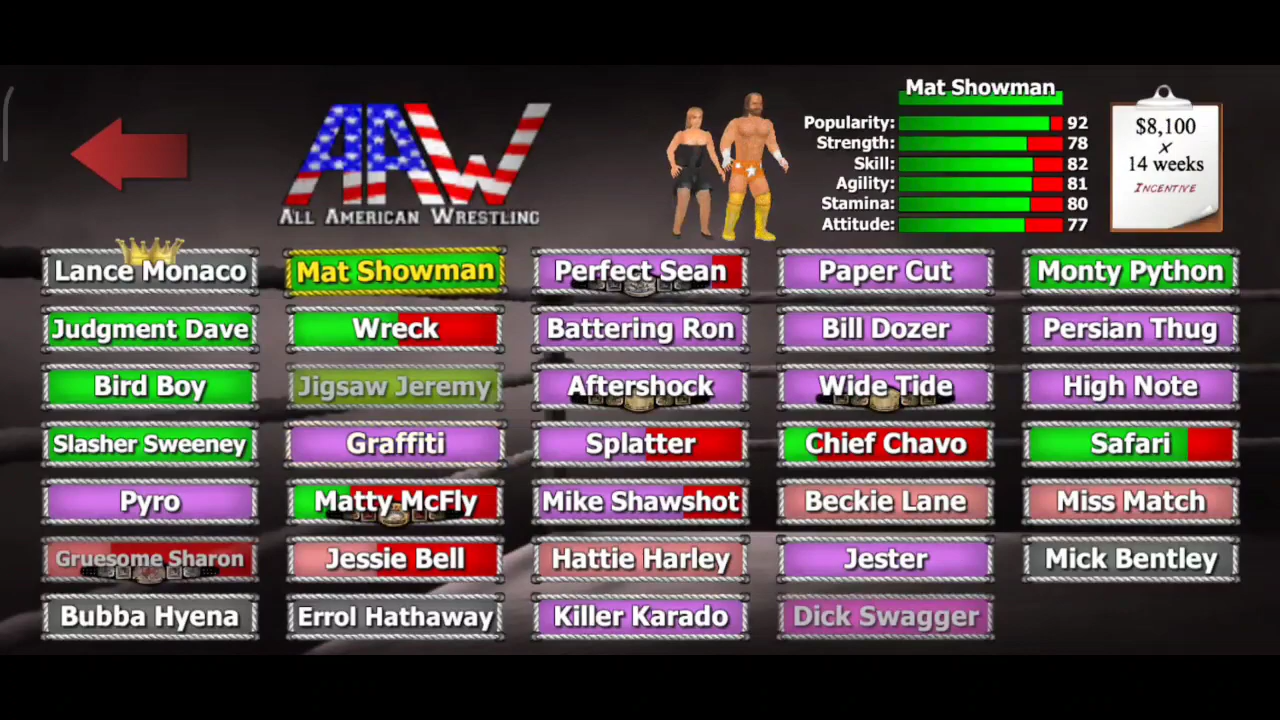 AAW
ALL AMERICAN WRESTLING
Mat Showman
Popularity: 92
Strength: 78
Skill: 82
Agility: 81
Stamina: 80
Attitude: 77
$8,100
x
14 weeks
INCENTIVE
Lance Monaco Mat Showman Perfect Sean Paper Cut Monty Python
Judgment Dave Wreck Battering Ron Bill Dozer Persian Thug
Bird Boy Jigsaw Jeremy Aftershock Wide Tide High Note
Slasher Sweeney Graffiti Splatter Chief Chavo Safari
Pyro Matty McFly Mike Shawshot Beckie Lane Miss Match
Gruesome Sharon Jessie Bell Hattie Harley Jester Mick Bentley
Bubba Hyena Errol Hathaway Killer Karado Dick Swagger